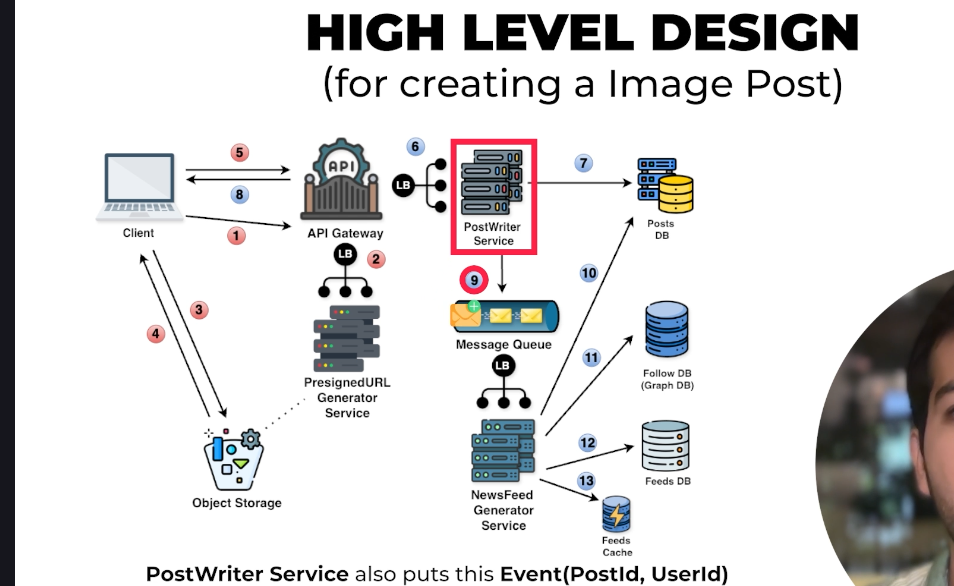 HIGH LEVEL DESIGN
(for creating a Image Post)
5
8
1
Client
API
API Gateway
LB
2
PresignedURL
Generator
Service
3
4
Object Storage
6
LB
PostWriter
Service
7
Posts
DB
9
Message Queue
LB
NewsFeed
Generator
Service
10
11
Follow DB
(Graph DB)
12
Feeds DB
13
Feeds
Cache
PostWriter Service also puts this Event(PostId, UserId)